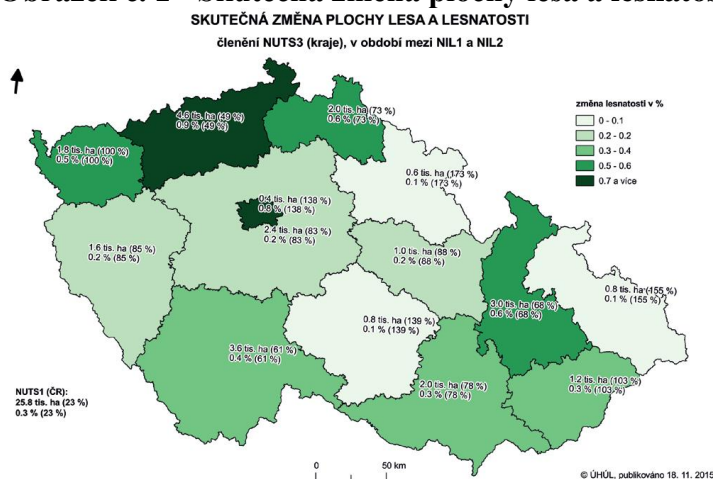 Obrázek č. 2 - Skutečná změna plochy lesa a lesnatos
SKUTEČNÁ ZMĚNA PLOCHY LESA A LESNATOSTI
členění NUTS3 (kraje), v období mezi NIL1 a NIL2
změna lesnatosti v %
0 - 0.1
0.2 - 0.2
0.3 - 0.4
0.5 - 0.6
0.7 a více
4.6 tis. ha (49 %)
0.9 % (49 %)
2.0 tis. ha (73 %)
0.6 % (73 %)
1.8 tis. ha (100 %)
0.5 % (100 %)
0.6 tis. ha (173 %)
0.1 % (173 %)
0.4 tis. ha (138 %)
0.8 % (138 %)
2.4 tis. ha (83 %)
0.2 % (83 %)
1.6 tis. ha (85 %)
0.2 % (85 %)
1.0 tis. ha (88 %)
0.2 % (88 %)
0.8 tis. ha (155 %)
0.1 % (155 %)
3.0 tis. ha (68 %)
0.6 % (68 %)
0.8 tis. ha (139 %)
0.1 % (139 %)
3.6 tis. ha (61 %)
0.4 % (61 %)
2.0 tis. ha (78 %)
0.3 % (78 %)
1.2 tis. ha (103 %)
0.3 % (103 %)
NUTS1 (ČR):
25.8 tis. ha (23 %)
0.3 % (23 %)
0 50 km
© ÚHÚL, publikováno 18. 11. 2015